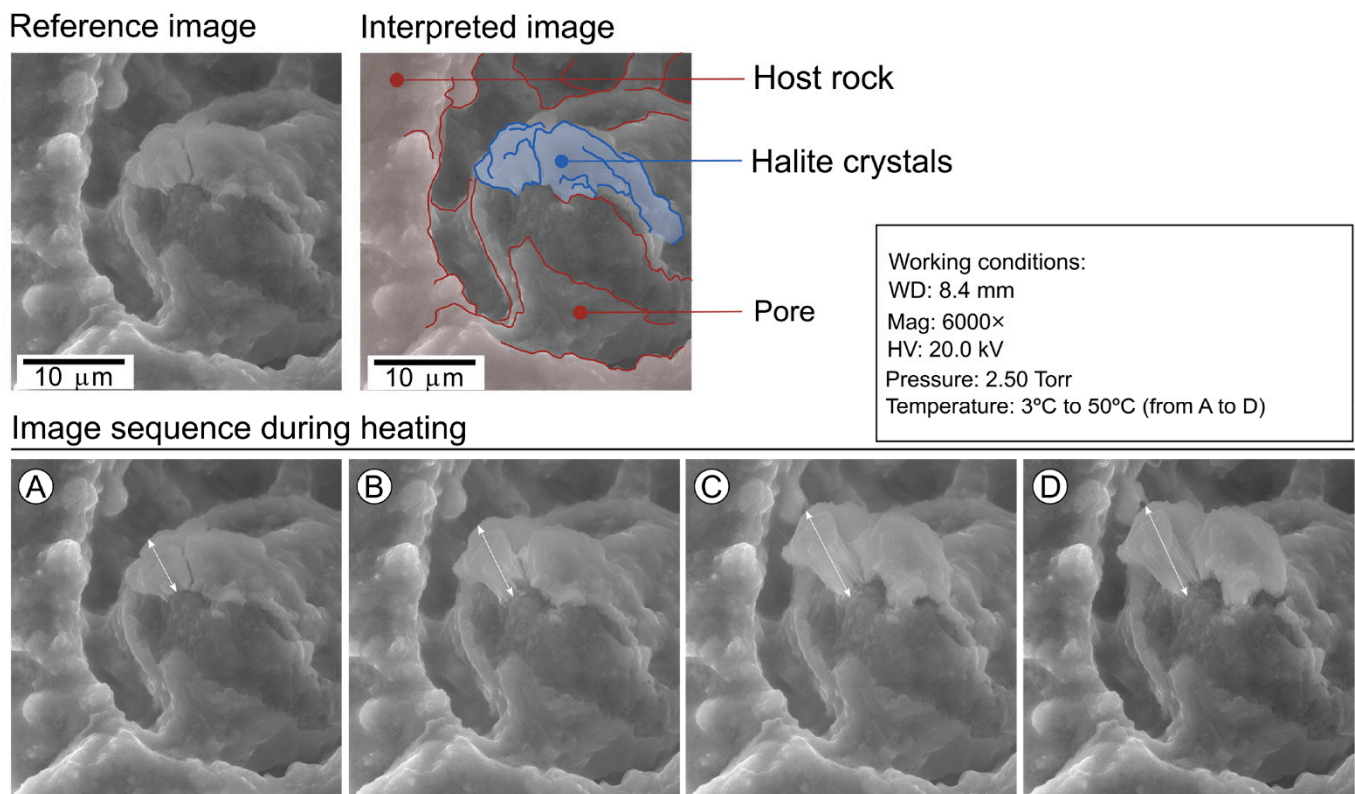 Reference image
Interpreted image
Host rock
Halite crystals
Pore
10 μm
10 μm
Working conditions:
WD: 8.4 mm
Mag: 6000×
HV: 20.0 kV
Pressure: 2.50 Torr
Temperature: 3ºC to 50ºC (from A to D)
Image sequence during heating
A
B
C
D